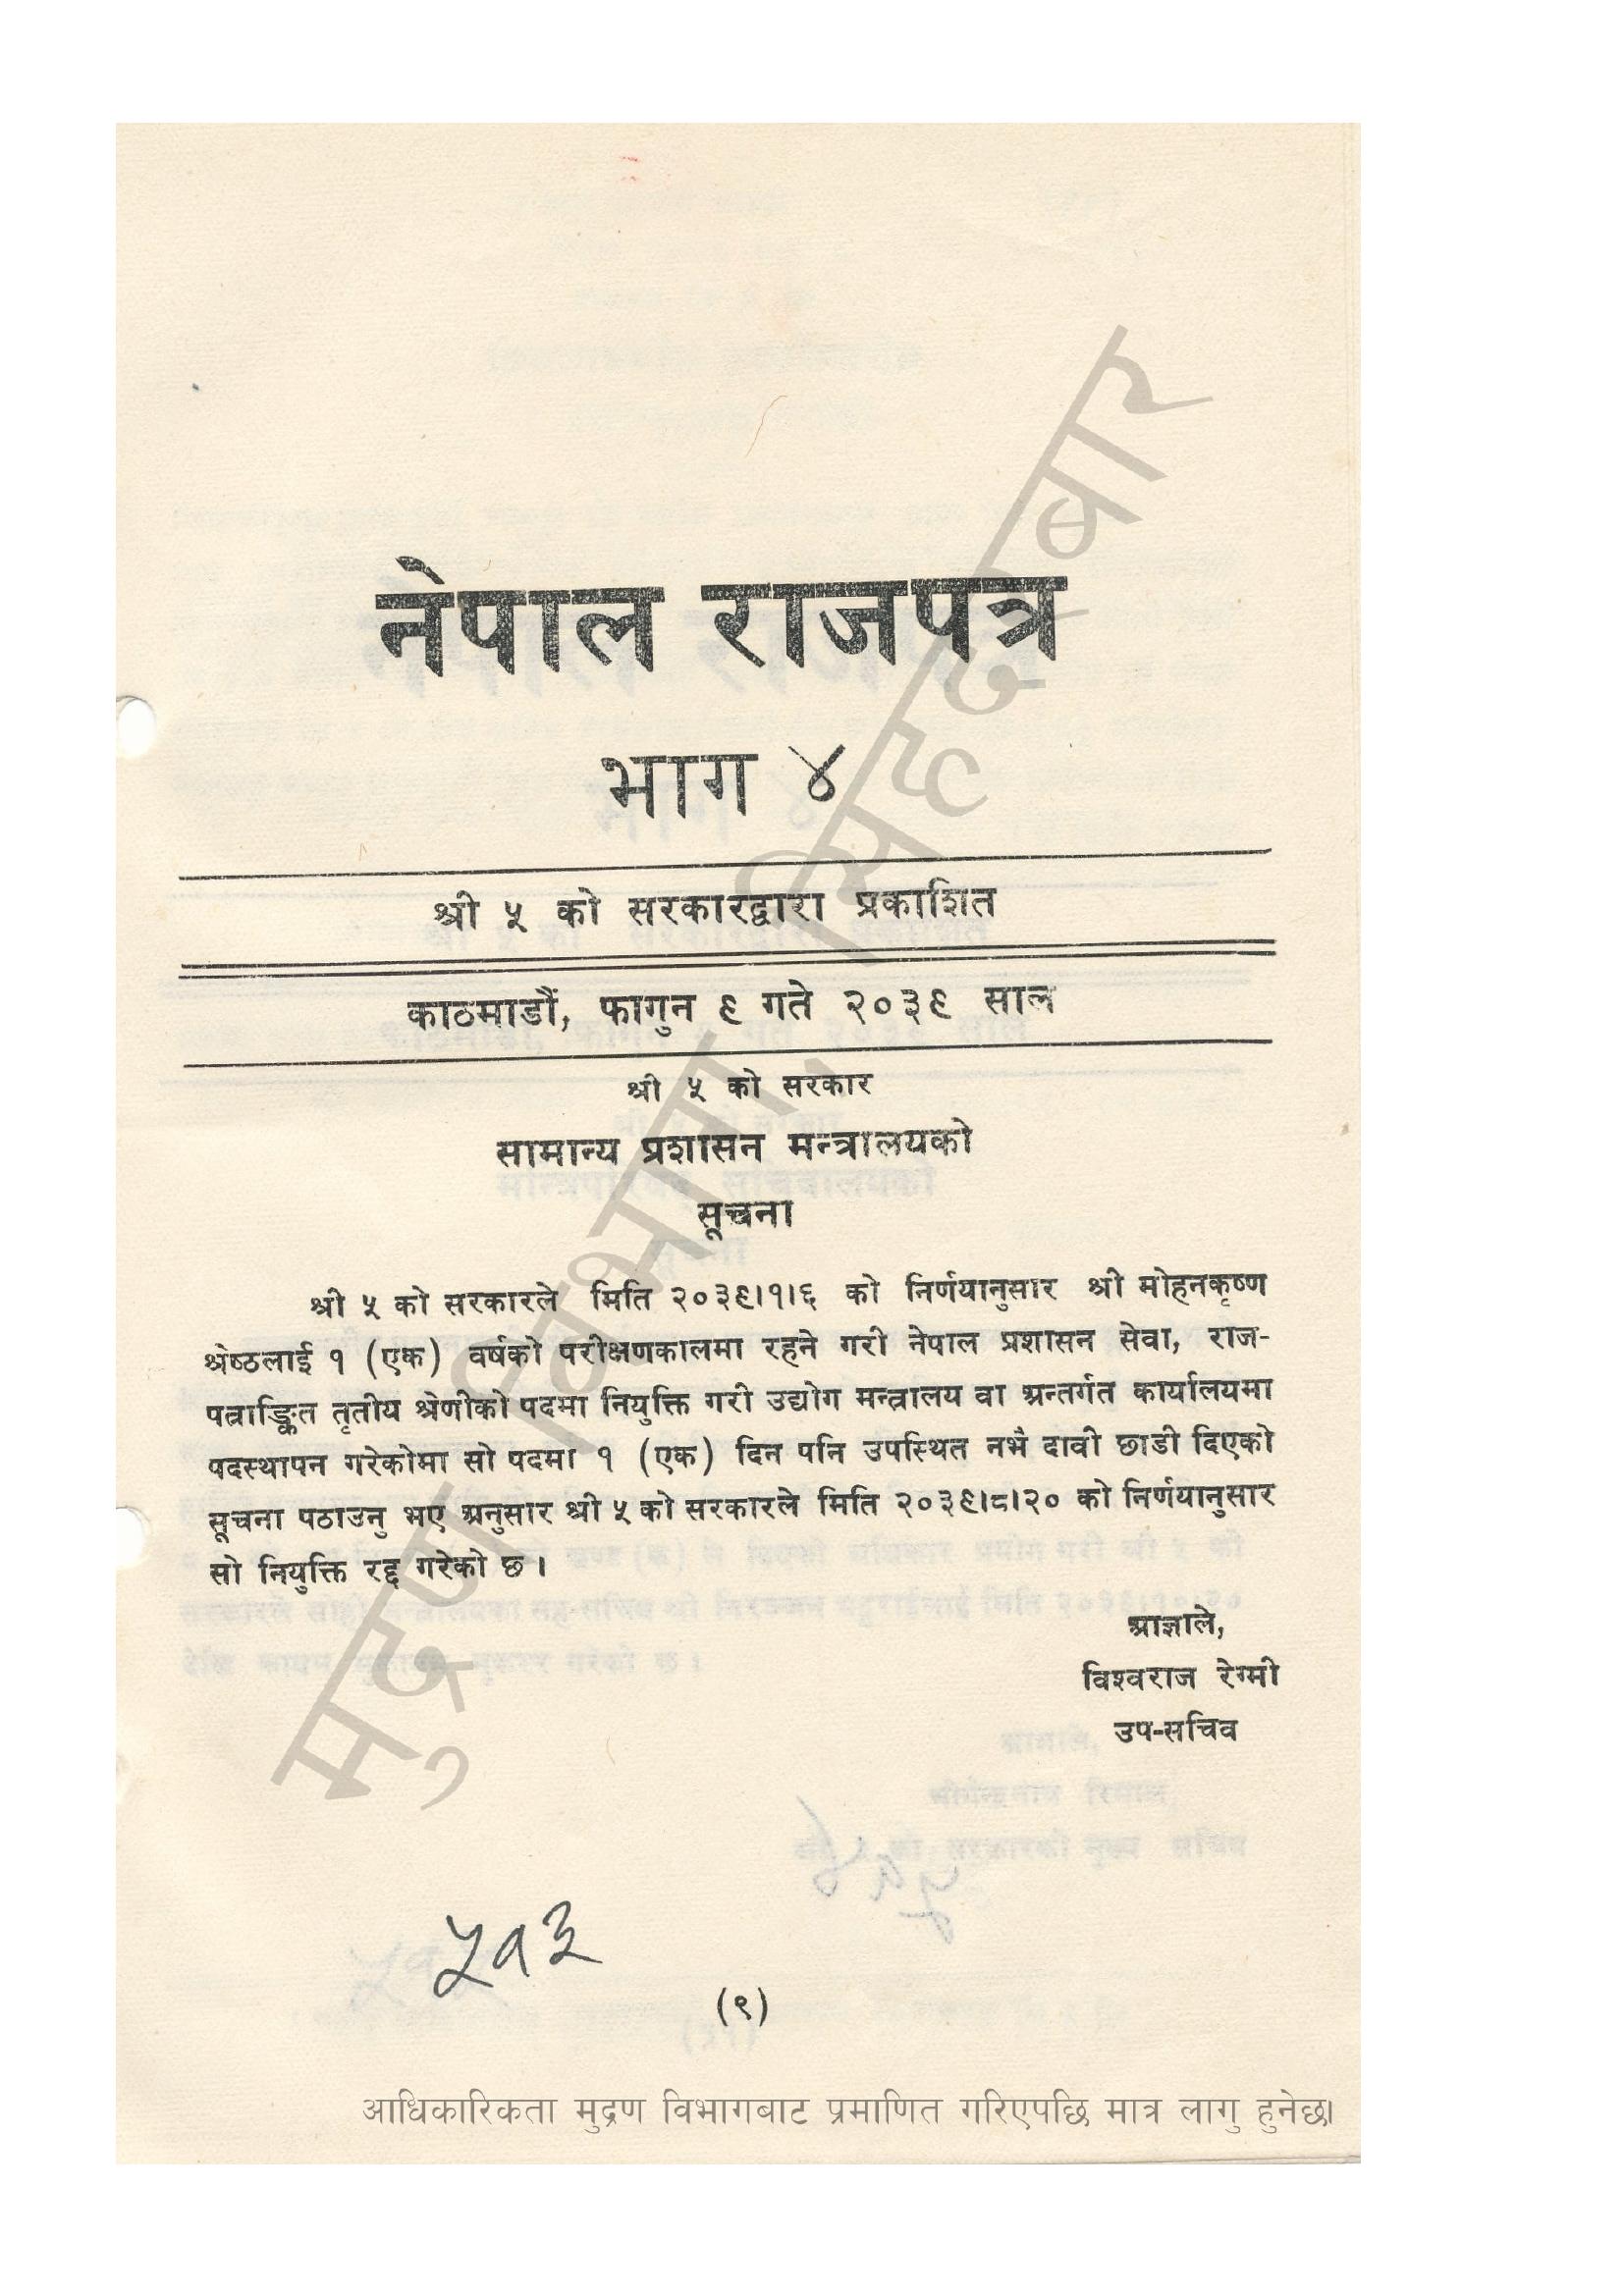 नेपाल राजपत्र
भाग ४
श्री ५ को सरकारद्वारा प्रकाशित
काठमाडौं, फागुन ९ गते २०३९ साल
श्री ५ को सरकार
सामान्य प्रशासन मन्त्रालयको
सूचना
श्री ५ को सरकारले मिति २०३९।१।६ को निर्णयानुसार श्री मोहनकृष्ण
श्रेष्ठलाई १ (एक) वर्षको परीक्षणकालमा रहने गरी नेपाल प्रशासन सेवा, राज-
पत्राङ्कित तृतीय श्रेणीको पदमा नियुक्ति गरी उद्योग मन्त्रालय वा अन्तर्गत कार्यालयमा
पदस्थापन गरेकोमा सो पदमा १ (एक) दिन पनि उपस्थित नभै दावी छाडी दिएको
सूचना पठाउनु भए अनुसार श्री ५ को सरकारले मिति २०३९।८।२० को निर्णयानुसार
सो नियुक्ति रद्द गरेको छ ।
आज्ञाले,
विश्वराज रेग्मी
उप-सचिव
५१३
(९)
मुद्रण विभाग, सिंहदरबार
आधिकारिकता मुद्रण विभागबाट प्रमाणित गरिएपछि मात्र लागु हुनेछ।